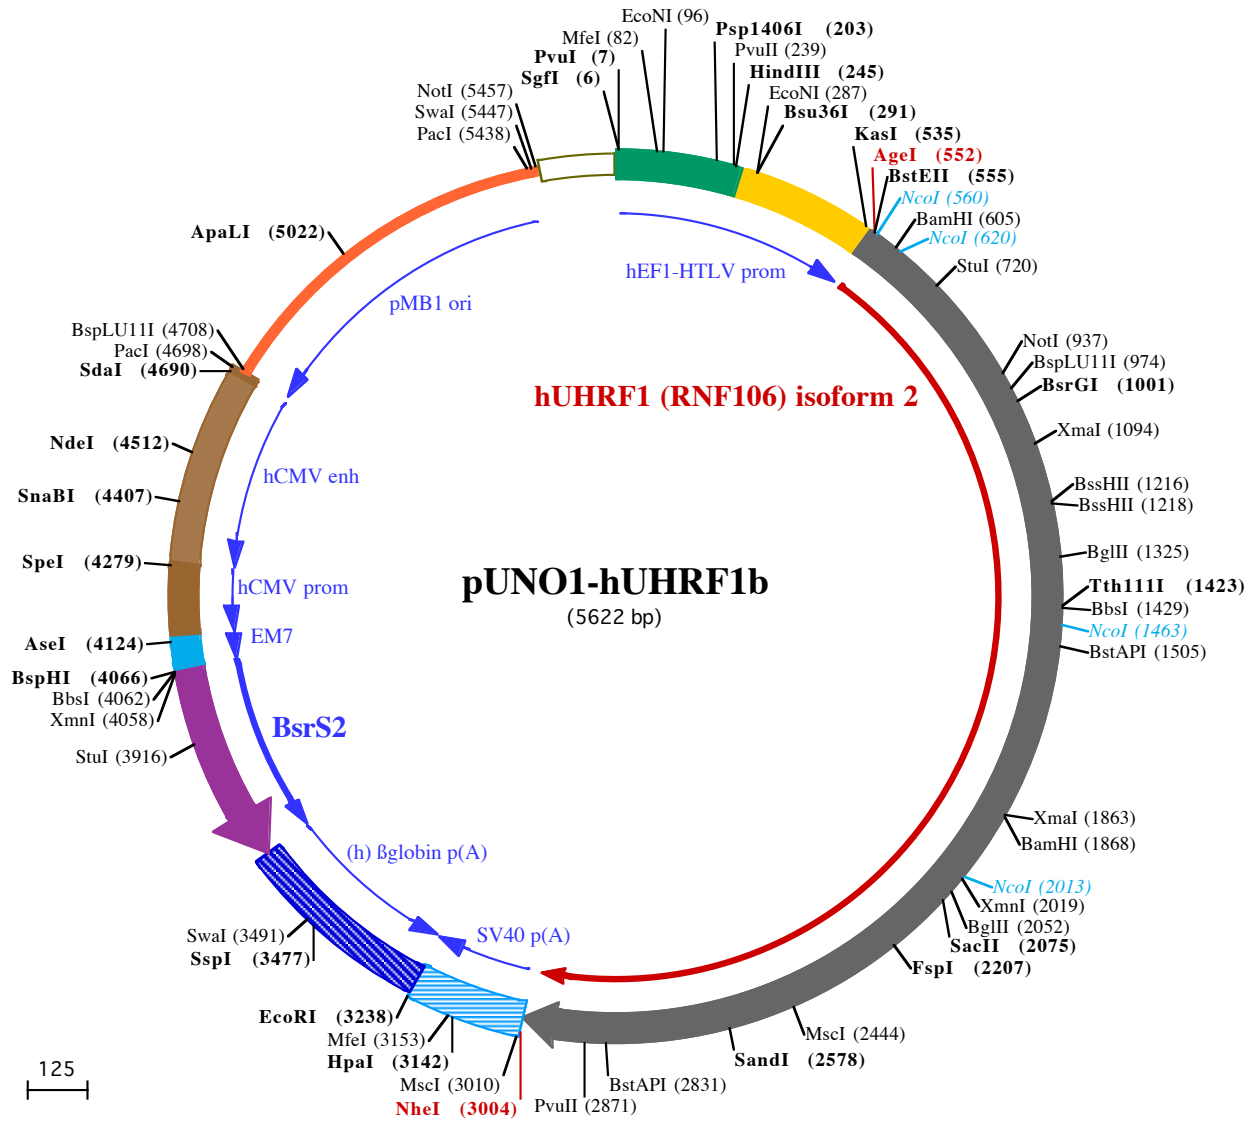 EcoNI (96)
Psp1406I (203)
MfeI (82)
PvuII (239)
PvuI (7)
HindIII (245)
SgfI (6)
EcoNI (287)
NotI (5457)
Bsu36I (291)
SwaI (5447)
KasI (535)
PacI (5438)
AgeI (552)
BstEII (555)
NcoI (560)
BamHI (605)
NcoI (620)
ApaLI (5022)
StuI (720)
hEF1-HTLV prom
pMB1 ori
BspLU11I (4708)
NotI (937)
PacI (4698)
BspLU11I (974)
SdaI (4690)
BsrGI (1001)
hUHRF1 (RNF106) isoform 2
XmaI (1094)
NdeI (4512)
hCMV enh
BssHII (1216)
SnaBI (4407)
BssHII (1218)
BglII (1325)
SpeI (4279)
pUNO1-hUHRF1b
hCMV prom
Tth111I (1423)
(5622 bp)
BbsI (1429)
EM7
NcoI (1463)
AseI (4124)
BstAPI (1505)
BspHI (4066)
BbsI (4062)
XmnI (4058)
BsrS2
StuI (3916)
XmaI (1863)
BamHI (1868)
(h) ßglobin p(A)
NcoI (2013)
XmnI (2019)
BglII (2052)
SwaI (3491)
SV40 p(A)
SacII (2075)
SspI (3477)
FspI (2207)
EcoRI (3238)
MscI (2444)
MfeI (3153)
HpaI (3142)
SandI (2578)
125
MscI (3010)
BstAPI (2831)
NheI (3004)
PvuII (2871)